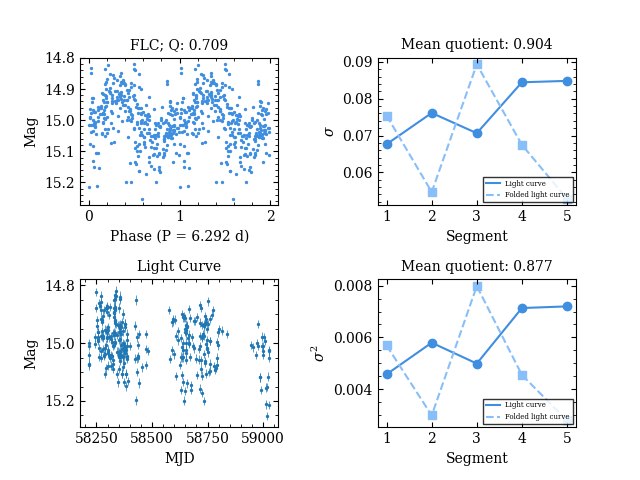 FLC; Q: 0.709
14.8
14.9
15.0
15.1
15.2
Mag
0
1
2
Phase (P = 6.292 d)
Mean quotient: 0.904
0.09
0.08
0.07
0.06
σ
Light curve
Folded light curve
1
2
3
4
5
Segment
Light Curve
14.8
15.0
15.2
Mag
58250
58500
58750
59000
MJD
Mean quotient: 0.877
0.008
0.006
0.004
σ²
Light curve
Folded light curve
1
2
3
4
5
Segment